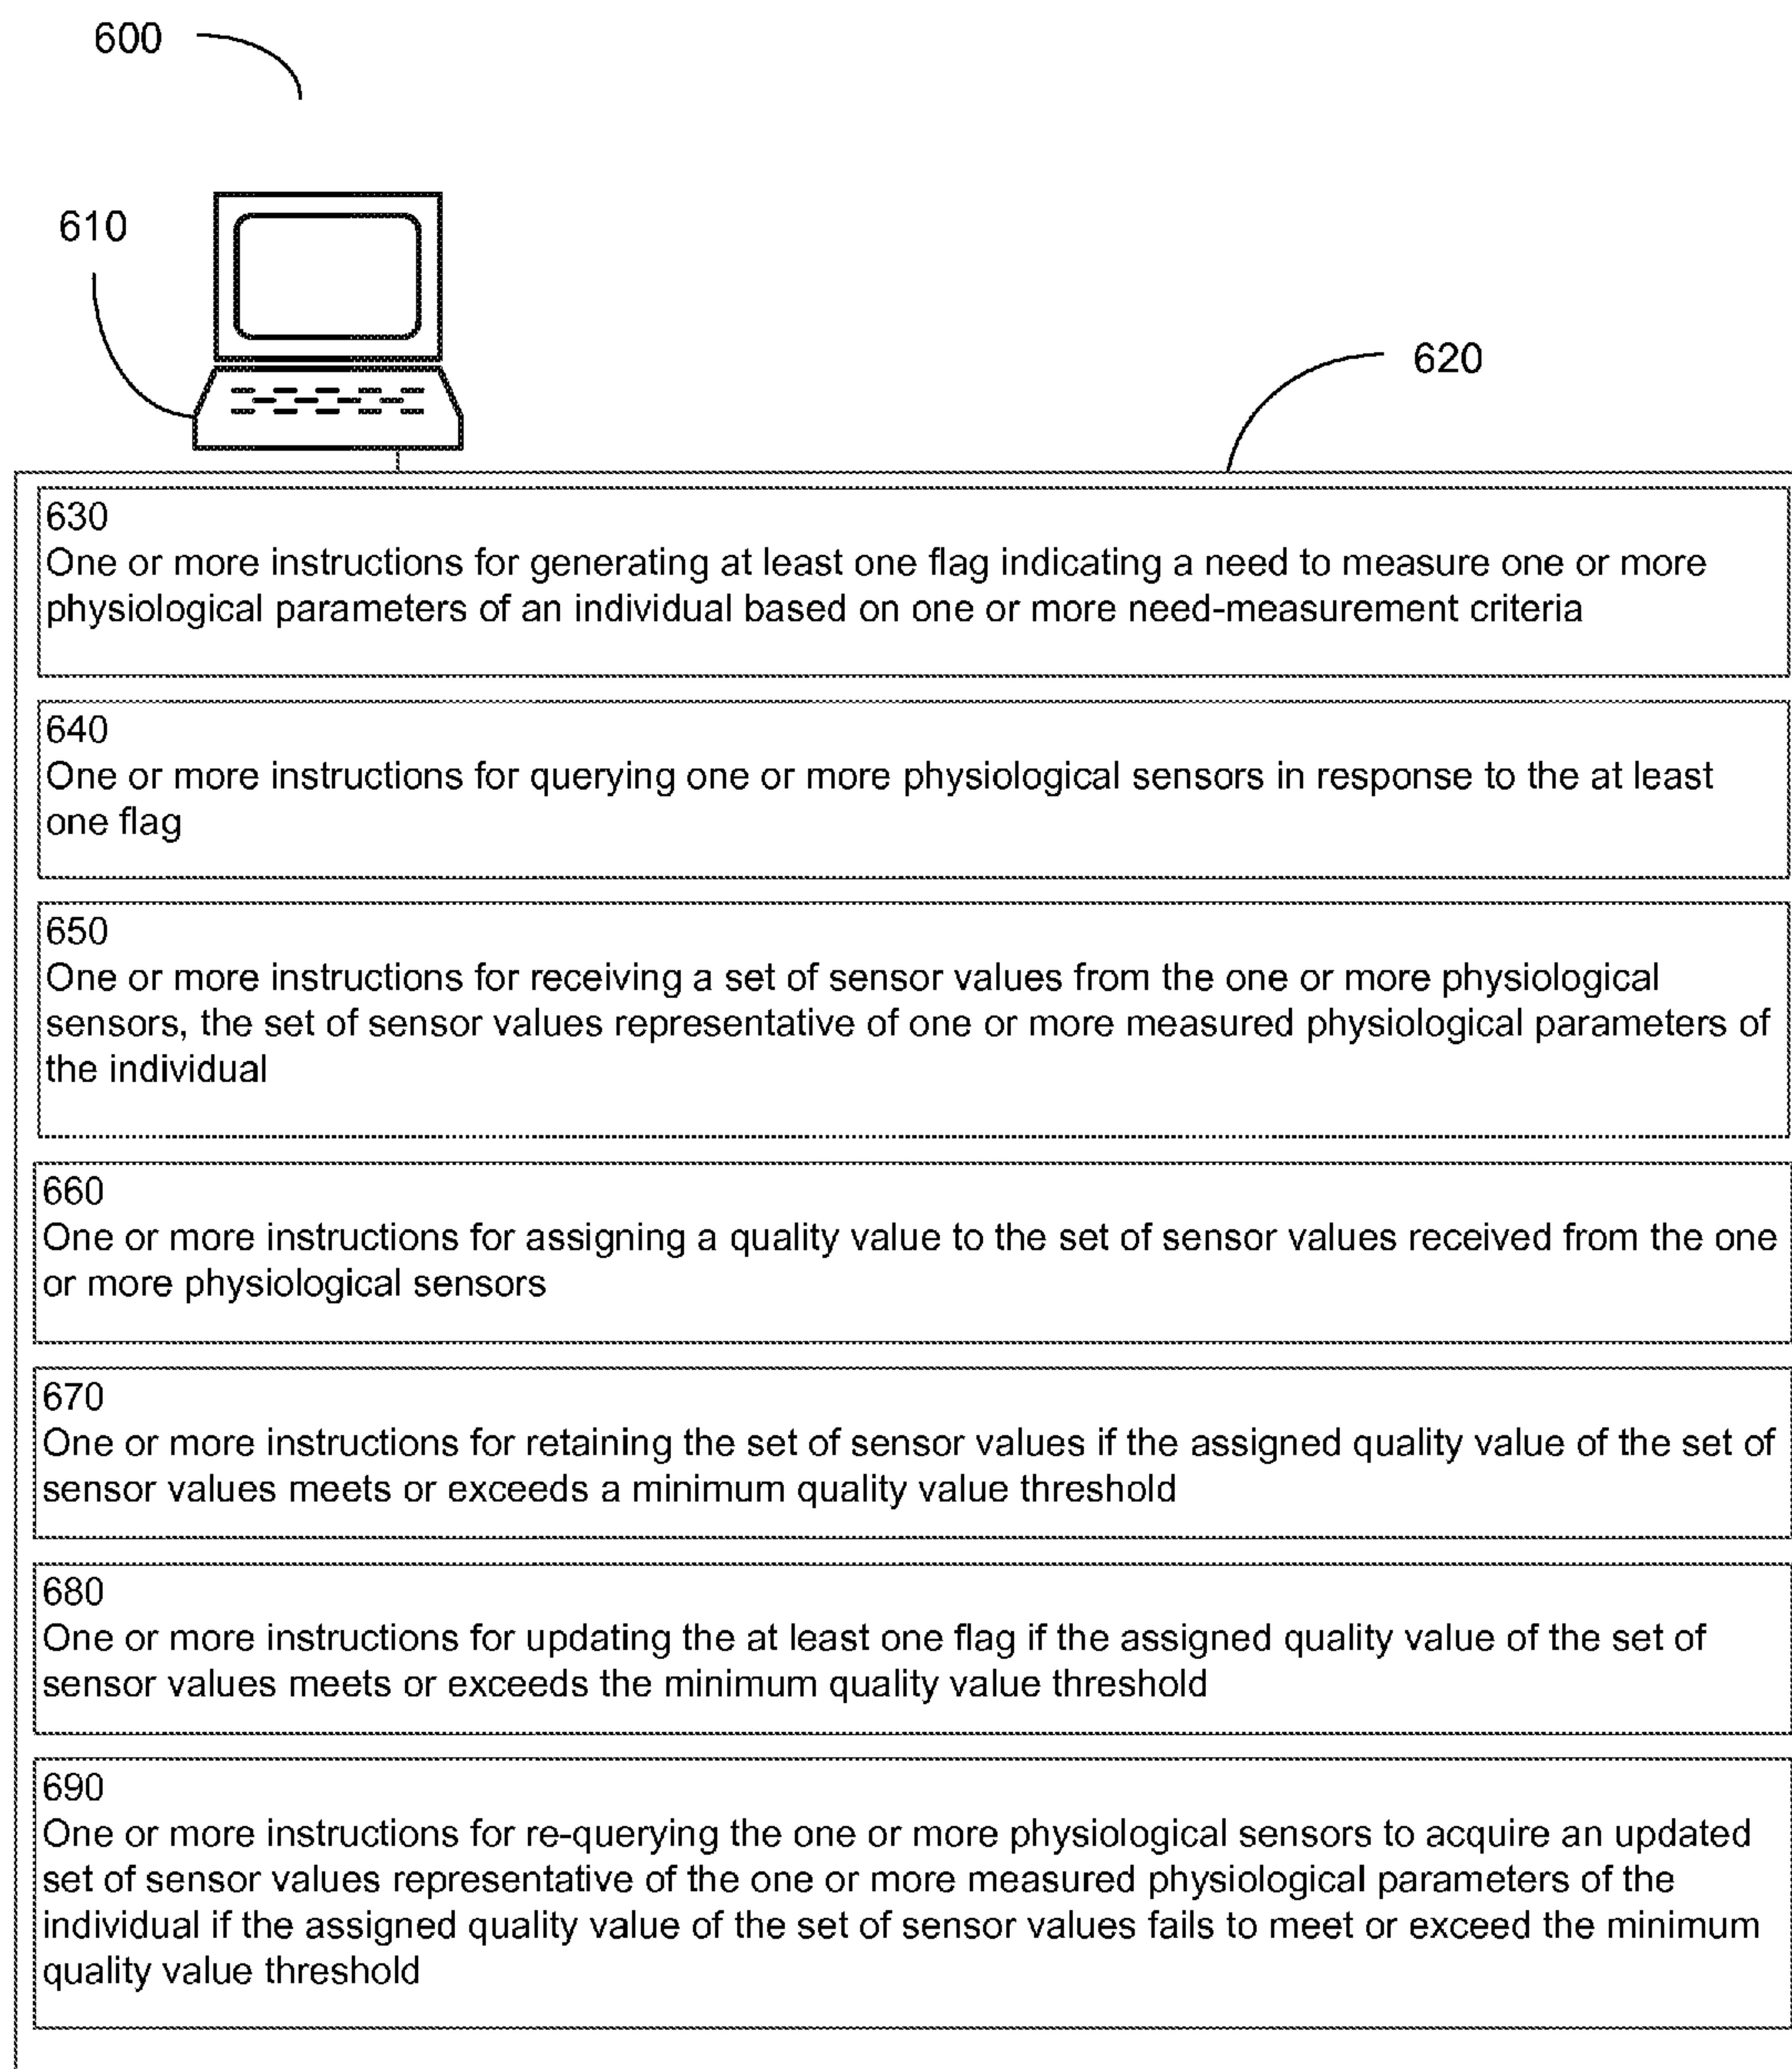 600
610
620
630
One or more instructions for generating at least one flag indicating a need to measure one or more
physiological parameters of an individual based on one or more need-measurement criteria
640
One or more instructions for querying one or more physiological sensors in response to the at least
one flag
650
One or more instructions for receiving a set of sensor values from the one or more physiological
sensors, the set of sensor values representative of one or more measured physiological parameters of
the individual
660
One or more instructions for assigning a quality value to the set of sensor values received from the one
or more physiological sensors
670
One or more instructions for retaining the set of sensor values if the assigned quality value of the set of
sensor values meets or exceeds a minimum quality value threshold
680
One or more instructions for updating the at least one flag if the assigned quality value of the set of
sensor values meets or exceeds the minimum quality value threshold
690
One or more instructions for re-querying the one or more physiological sensors to acquire an updated
set of sensor values representative of the one or more measured physiological parameters of the
individual if the assigned quality value of the set of sensor values fails to meet or exceed the minimum
quality value threshold